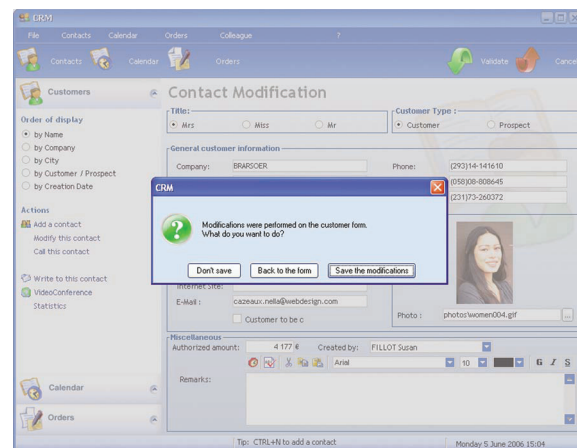 CRM
File Contacts Calendar Orders Colleague ?
Contacts Calendar Orders Validate Cancel
Customers
Contact Modification
Order of display
by Name
by Company
by City
by Customer / Prospect
by Creation Date
Actions
Add a contact
Modify this contact
Call this contact
Write to this contact
VideoConference
Statistics
Calendar
Orders
Title:
Mrs Miss Mr
Customer Type :
Customer Prospect
General customer information
Company: BRARSOER Phone: (293)14-141610
(058)08-808645
(231)73-260372
CRM
Modifications were performed on the customer form.
What do you want to do?
Don't save Back to the form Save the modifications
Internet Site:
E-Mail : cazeaux.nella@webdesign.com
Customer to be c
Photo : photos\women004.gif ...
Miscellaneous
Authorized amount: 4 177 € Created by: FILLOT Susan
Arial 10 G I S
Remarks:
Tip: CTRL+N to add a contact Monday 5 June 2006 15:04